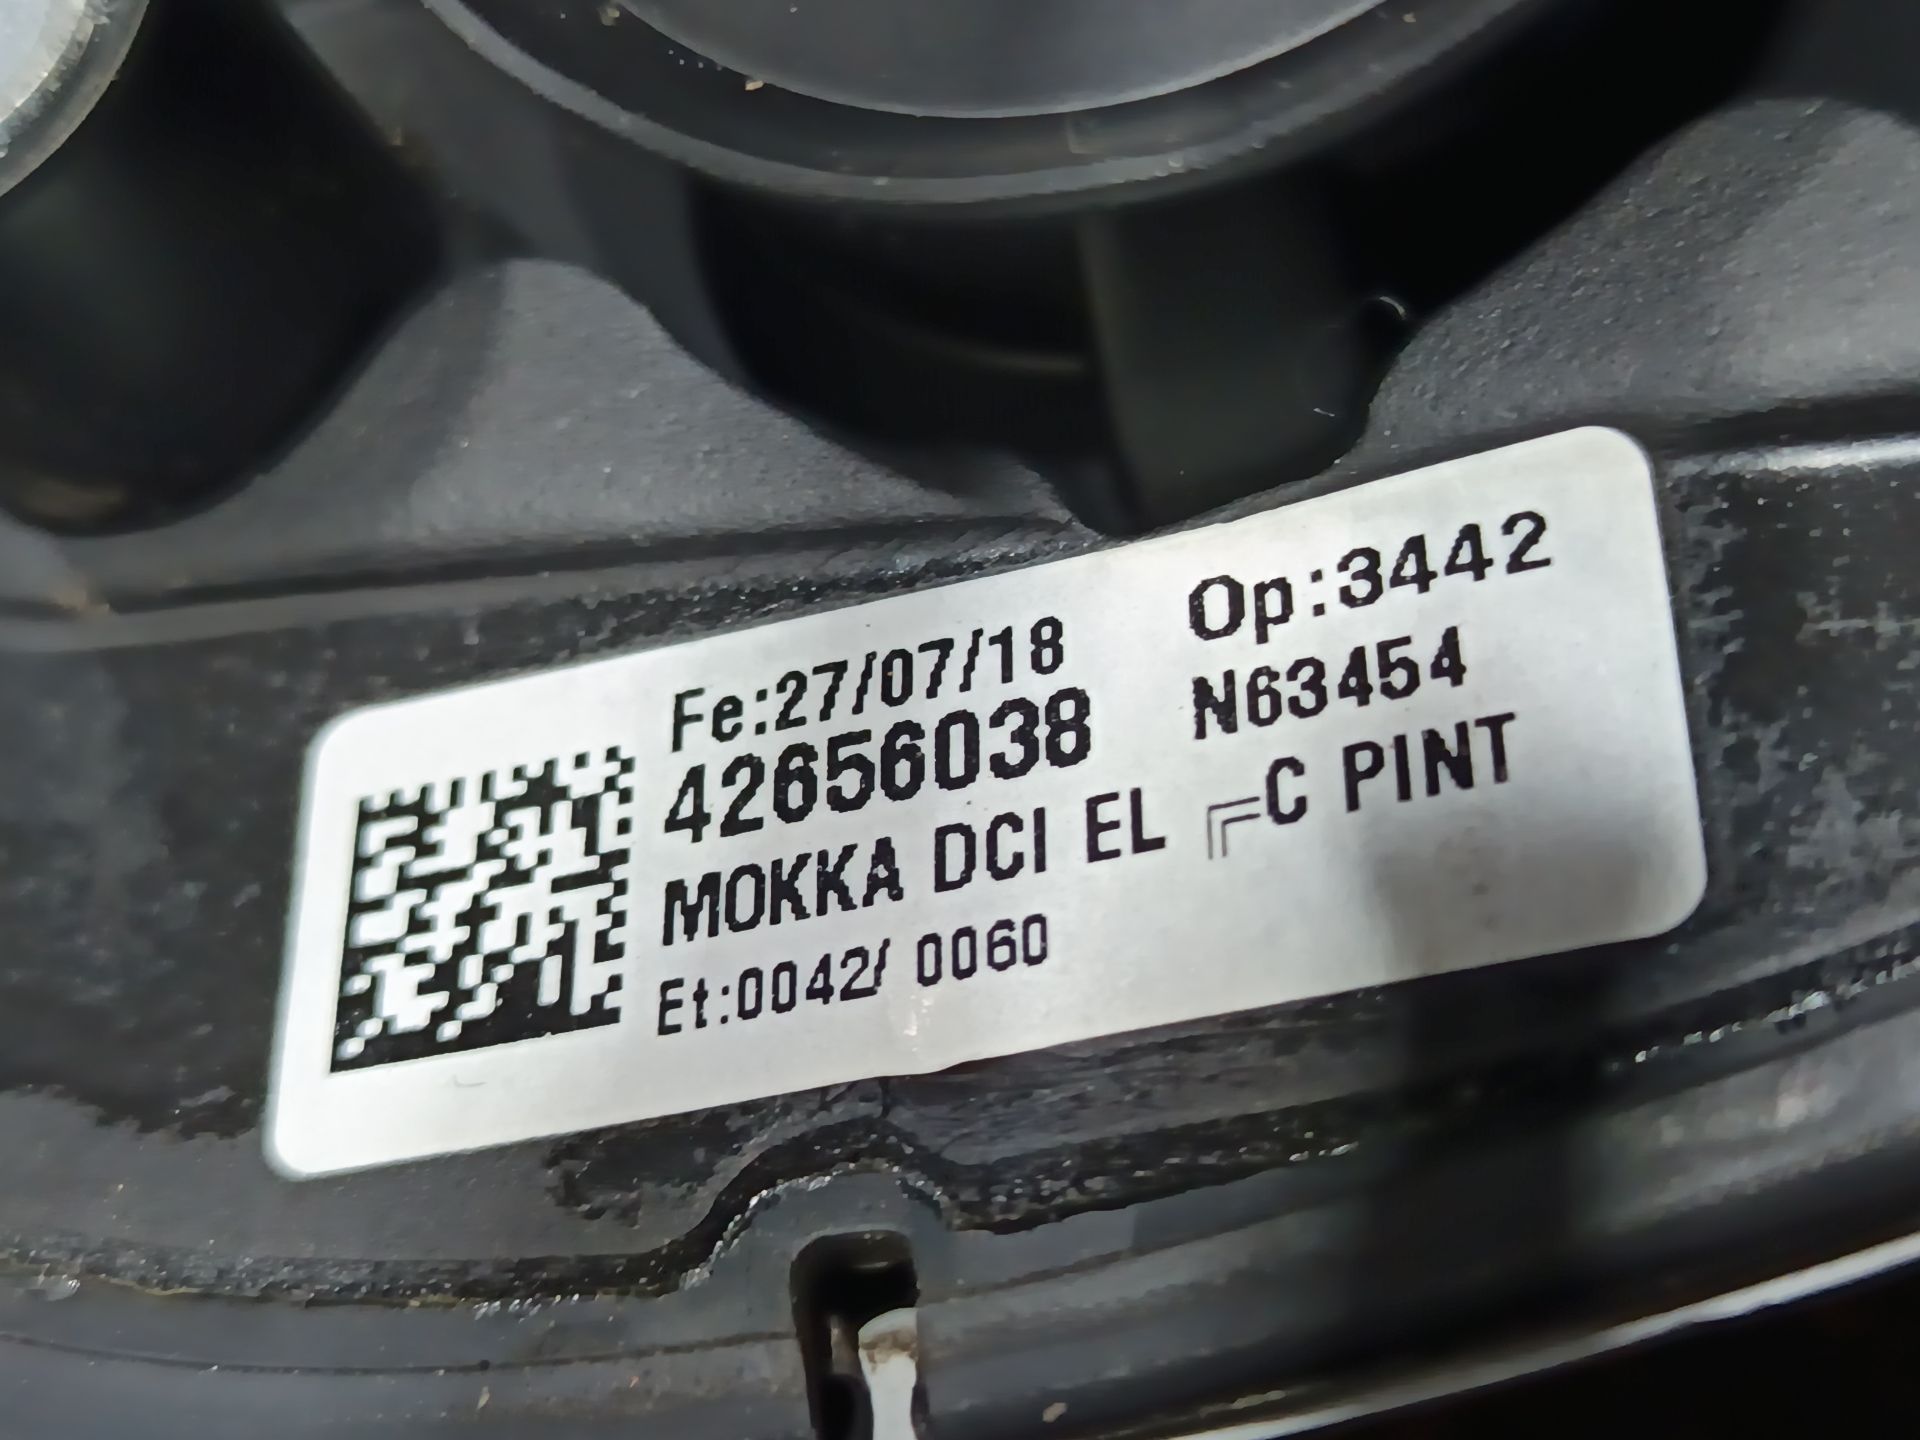 Fe:27/07/18 Op:3442
42656038 N63454
MOKKA DCI EL ╔C PINT
Et:0042/ 0060